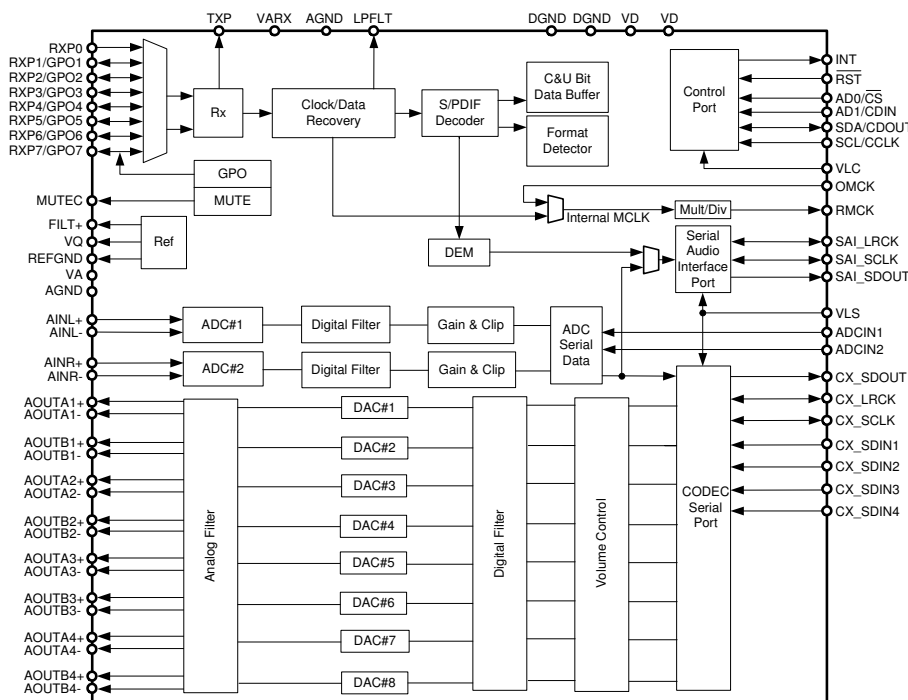 TXP VARX AGND LPFLT DGND DGND VD VD
RXP0
RXP1/GPO1
RXP2/GPO2
RXP3/GPO3
RXP4/GPO4
RXP5/GPO5
RXP6/GPO6
RXP7/GPO7
MUTEC
FILT+
VQ
REFGND
VA
AGND
AINL+
AINL-
AINR+
AINR-
AOUTA1+
AOUTA1-
AOUTB1+
AOUTB1-
AOUTA2+
AOUTA2-
AOUTB2+
AOUTB2-
AOUTA3+
AOUTA3-
AOUTB3+
AOUTB3-
AOUTA4+
AOUTA4-
AOUTB4+
AOUTB4-
Rx
Clock/Data
Recovery
S/PDIF
Decoder
C&U Bit
Data Buffer
Format
Detector
Control
Port
GPO
MUTE
Ref
Internal MCLK
Mult/Div
DEM
Serial
Audio
Interface
Port
ADC#1
Digital Filter
Gain & Clip
ADC#2
Digital Filter
Gain & Clip
ADC
Serial
Data
Analog Filter
DAC#1
DAC#2
DAC#3
DAC#4
DAC#5
DAC#6
DAC#7
DAC#8
Digital Filter
Volume Control
CODEC
Serial
Port
INT
RST
AD0/CS
AD1/CDIN
SDA/CDOUT
SCL/CCLK
VLC
OMCK
RMCK
SAI_LRCK
SAI_SCLK
SAI_SDOUT
VLS
ADCIN1
ADCIN2
CX_SDOUT
CX_LRCK
CX_SCLK
CX_SDIN1
CX_SDIN2
CX_SDIN3
CX_SDIN4